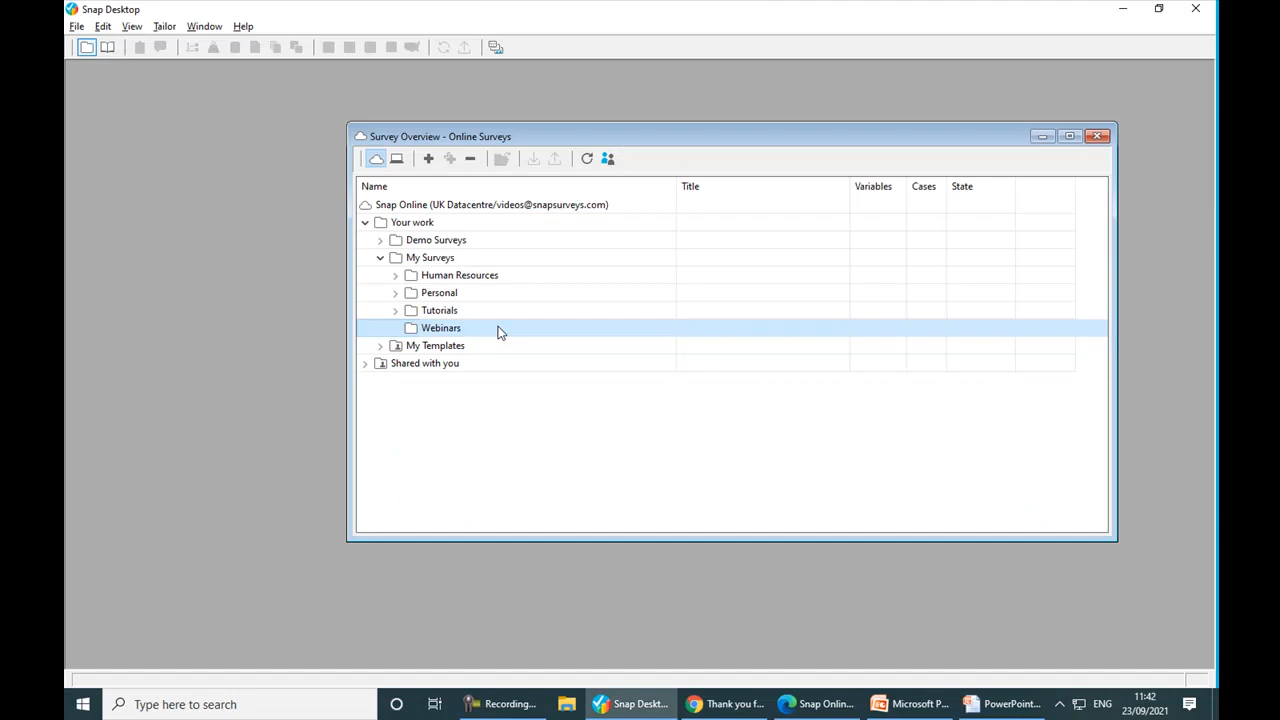 Snap Desktop
File Edit View Tailor Window Help
Survey Overview - Online Surveys
Name Title Variables Cases State
Snap Online (UK Datacentre/videos@snapsurveys.com)
Your work
Demo Surveys
My Surveys
Human Resources
Personal
Tutorials
Webinars
My Templates
Shared with you
Type here to search
Recording...
Snap Deskt...
Thank you f...
Snap Online...
Microsoft P...
PowerPoint...
ENG
11:42
23/09/2021